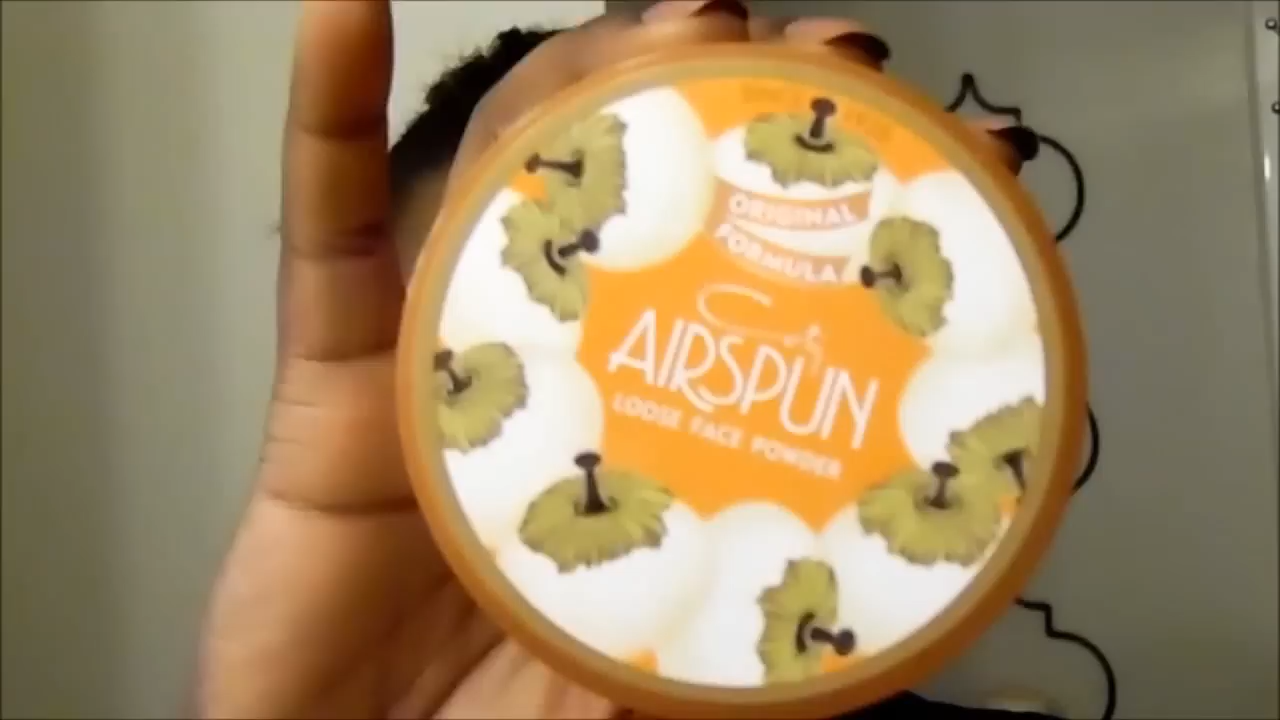 ORIGINAL
FORMULA
Coty
AIRSPUN
LOOSE FACE POWDER